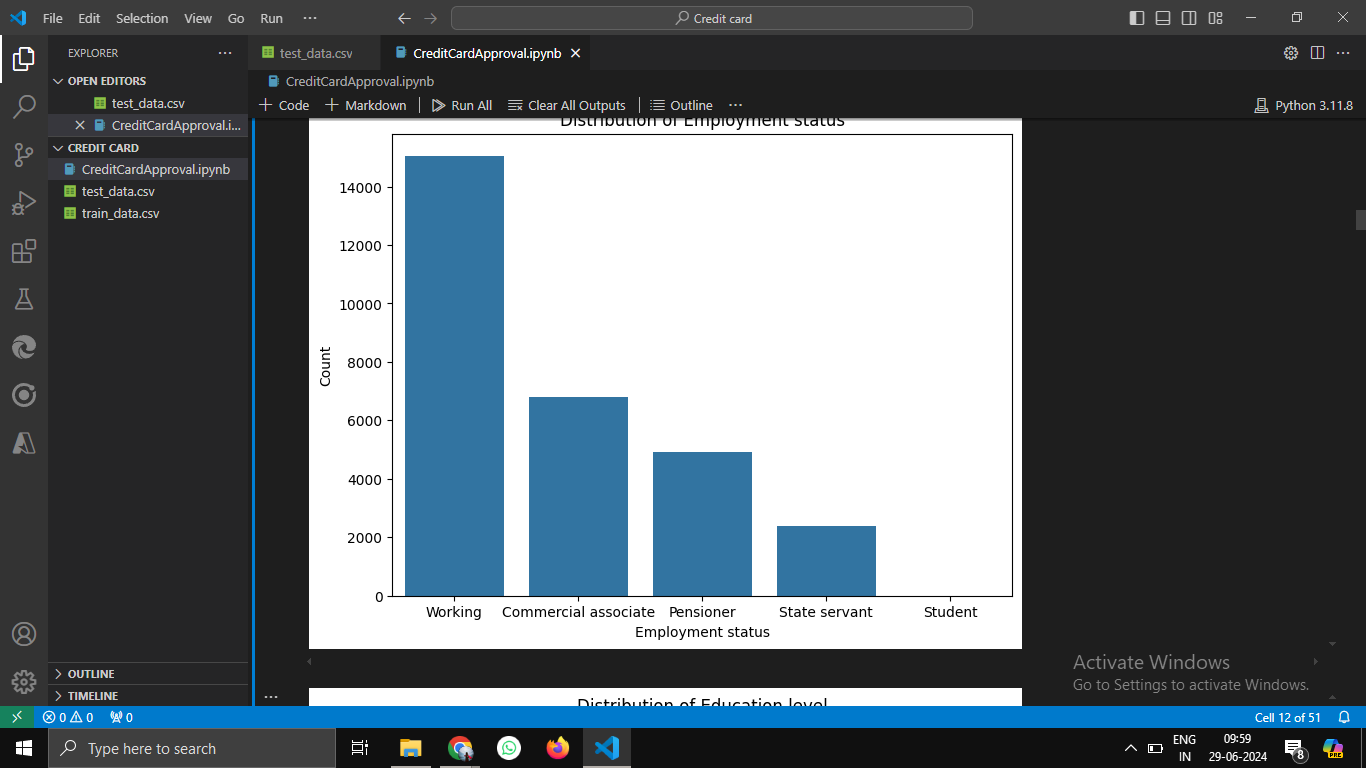 File Edit Selection View Go Run ···
Credit card
EXPLORER ···
OPEN EDITORS
test_data.csv
CreditCardApproval.i...
CREDIT CARD
CreditCardApproval.ipynb
test_data.csv
train_data.csv
OUTLINE
TIMELINE
test_data.csv CreditCardApproval.ipynb
CreditCardApproval.ipynb
Code Markdown Run All Clear All Outputs Outline ··· Python 3.11.8
Distribution of Employment status
14000
12000
10000
8000
6000
4000
2000
0
Count
Working Commercial associate Pensioner State servant Student
Employment status
Distribution of Education level
Activate Windows
Go to Settings to activate Windows.
0 0 0 Cell 12 of 51
Type here to search
ENG
IN
09:59
29-06-2024
8
PRE